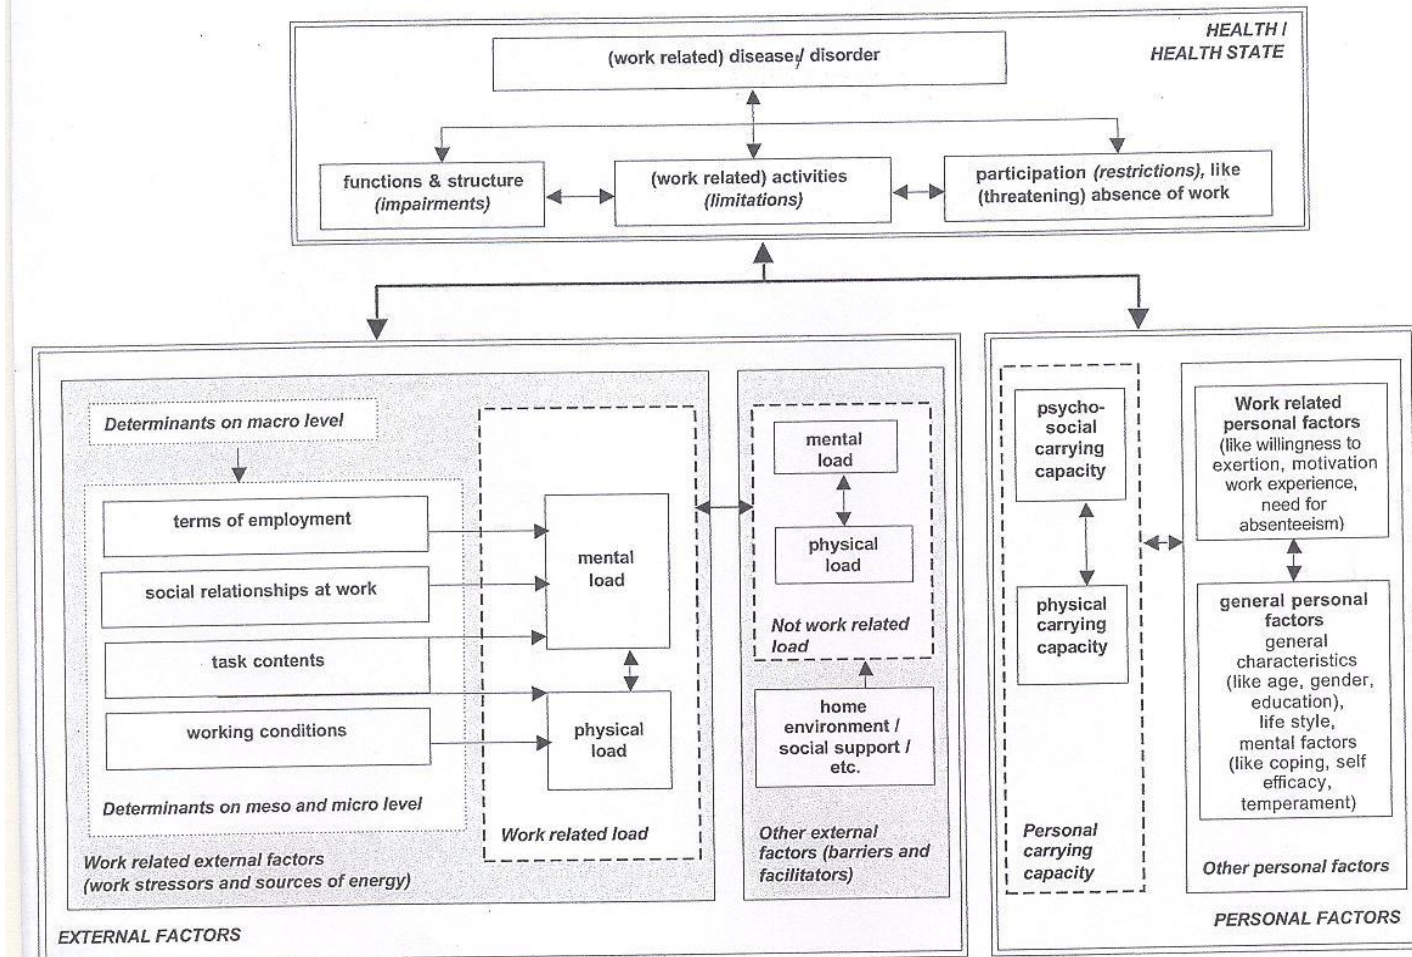 HEALTH /
HEALTH STATE
(work related) disease/ disorder
functions & structure
(impairments)
(work related) activities
(limitations)
participation (restrictions), like
(threatening) absence of work
Determinants on macro level
terms of employment
social relationships at work
task contents
working conditions
Determinants on meso and micro level
mental
load
physical
load
Work related load
Work related external factors
(work stressors and sources of energy)
mental
load
physical
load
Not work related
load
home
environment /
social support /
etc.
Other external
factors (barriers and
facilitators)
EXTERNAL FACTORS
psycho-
social
carrying
capacity
physical
carrying
capacity
Personal
carrying
capacity
Work related
personal factors
(like willingness to
exertion, motivation
work experience,
need for
absenteeism)
general personal
factors
general
characteristics
(like age, gender,
education),
life style,
mental factors
(like coping, self
efficacy,
temperament)
Other personal factors
PERSONAL FACTORS